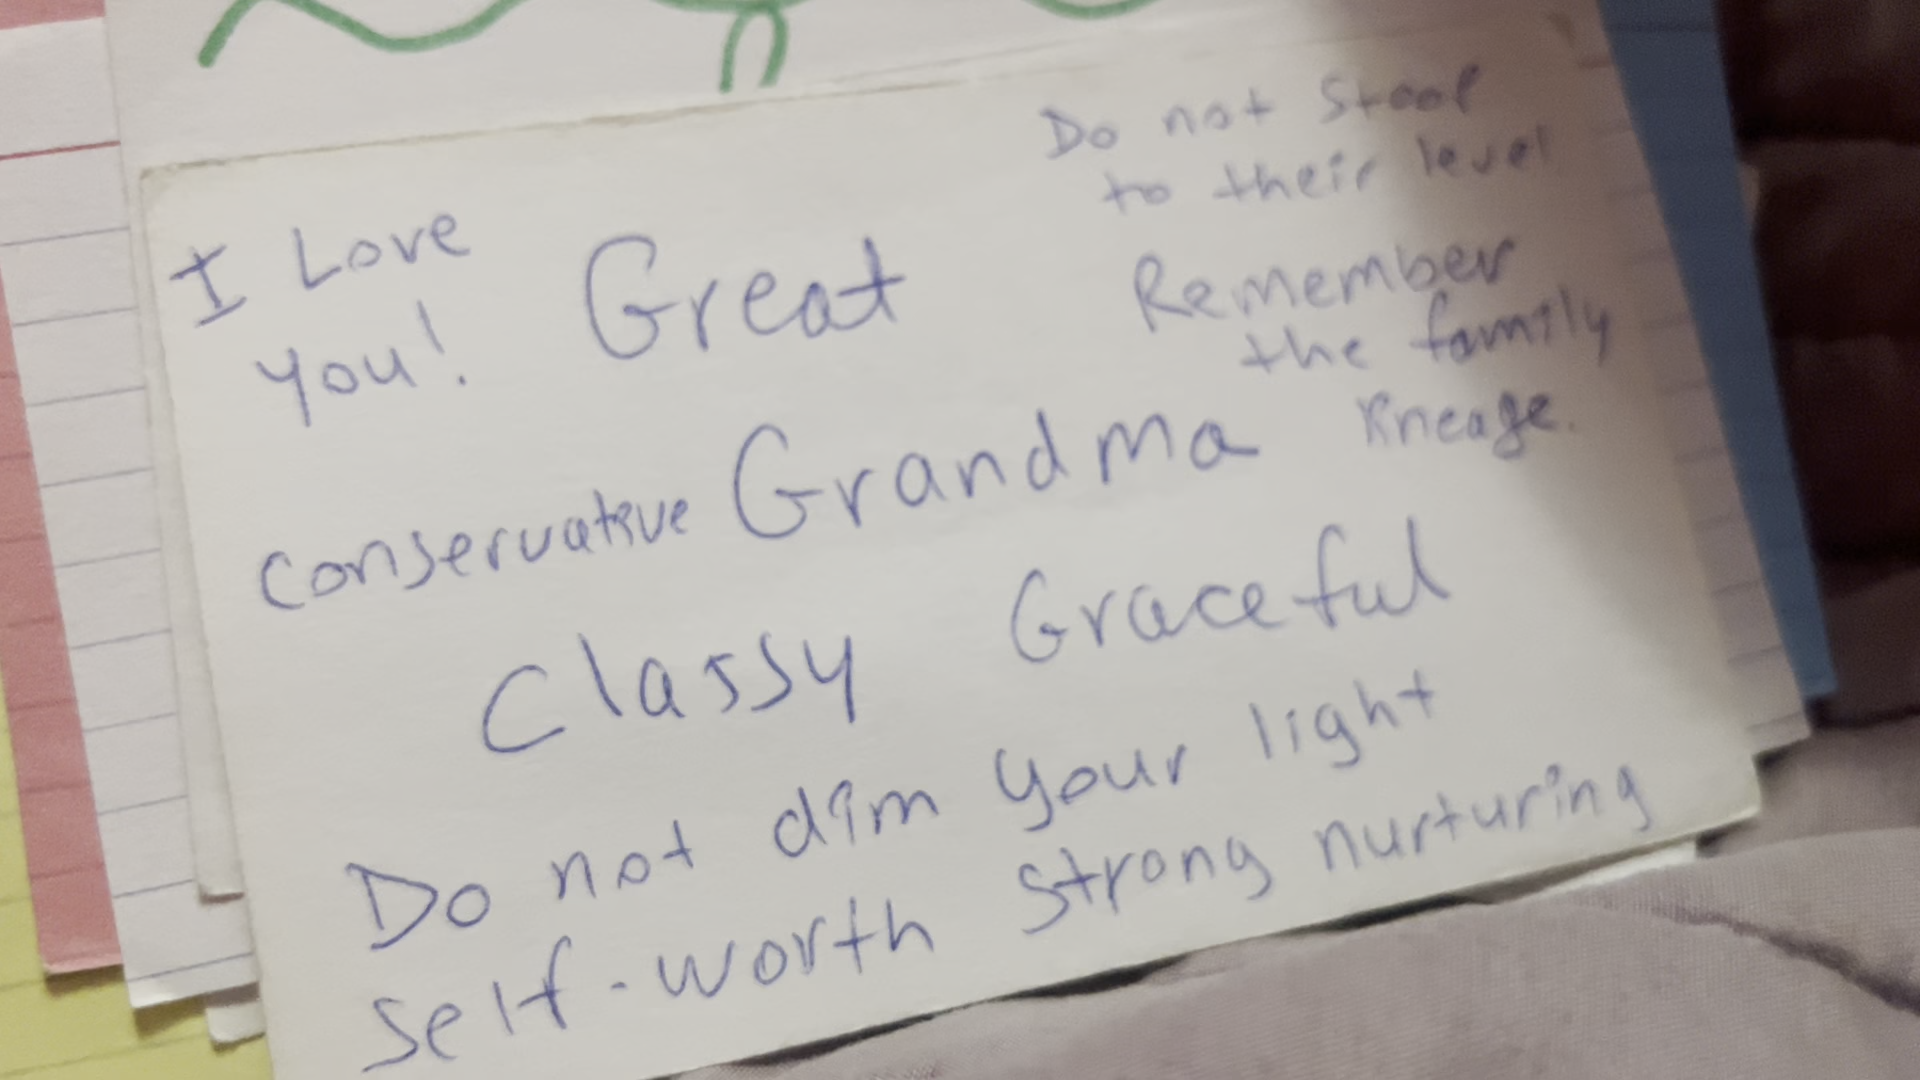 Do not stoop
to their level
I Love
you!
Great
Remember
the family
lineage.
Conservative Grandma
Classy Graceful
Do not dim your light
Self-worth strong nurturing